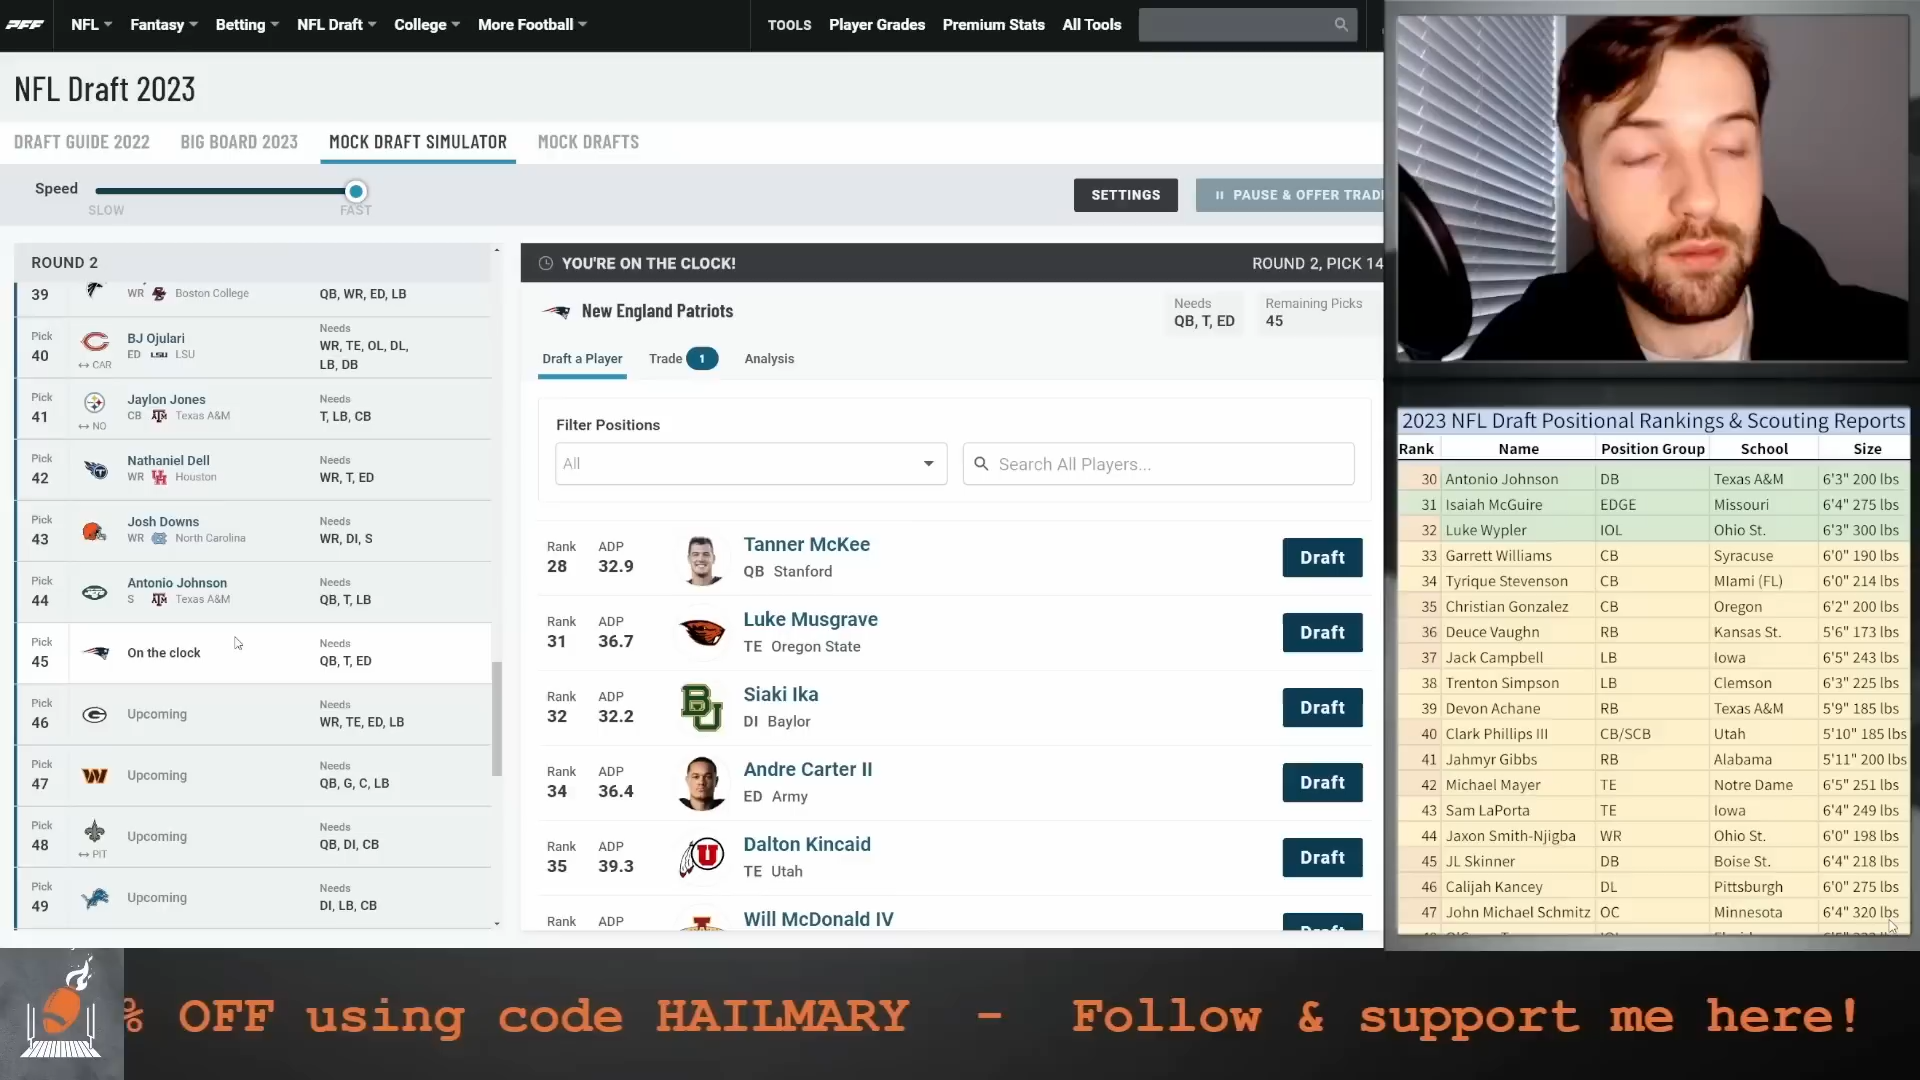 PFF
NFL
Fantasy
Betting
NFL Draft
College
More Football
TOOLS
Player Grades
Premium Stats
All Tools
NFL Draft 2023
DRAFT GUIDE 2022
BIG BOARD 2023
MOCK DRAFT SIMULATOR
MOCK DRAFTS
Speed
SLOW
FAST
SETTINGS
PAUSE & OFFER TRAD
ROUND 2
39
WR Boston College
QB, WR, ED, LB
Pick
40
CAR
BJ Ojulari
ED LSU LSU
Needs
WR, TE, OL, DL,
LB, DB
Pick
41
NO
Jaylon Jones
CB Texas A&M
Needs
T, LB, CB
Pick
42
Nathaniel Dell
WR Houston
Needs
WR, T, ED
Pick
43
Josh Downs
WR North Carolina
Needs
WR, DI, S
Pick
44
Antonio Johnson
S Texas A&M
Needs
QB, T, LB
Pick
45
On the clock
Needs
QB, T, ED
Pick
46
Upcoming
Needs
WR, TE, ED, LB
Pick
47
Upcoming
Needs
QB, G, C, LB
Pick
48
PIT
Upcoming
Needs
QB, DI, CB
Pick
49
Upcoming
Needs
DI, LB, CB
YOU'RE ON THE CLOCK!
ROUND 2, PICK 14
New England Patriots
Needs
QB, T, ED
Remaining Picks
45
Draft a Player
Trade 1
Analysis
Filter Positions
All
Search All Players...
Rank ADP
28 32.9
Tanner McKee
QB Stanford
Draft
Rank ADP
31 36.7
Luke Musgrave
TE Oregon State
Draft
Rank ADP
32 32.2
Siaki Ika
DI Baylor
Draft
Rank ADP
34 36.4
Andre Carter II
ED Army
Draft
Rank ADP
35 39.3
Dalton Kincaid
TE Utah
Draft
Rank ADP
Will McDonald IV
Draft
2023 NFL Draft Positional Rankings & Scouting Reports
Rank Name Position Group School Size
30 Antonio Johnson DB Texas A&M 6'3" 200 lbs
31 Isaiah McGuire EDGE Missouri 6'4" 275 lbs
32 Luke Wypler IOL Ohio St. 6'3" 300 lbs
33 Garrett Williams CB Syracuse 6'0" 190 lbs
34 Tyrique Stevenson CB MIami (FL) 6'0" 214 lbs
35 Christian Gonzalez CB Oregon 6'2" 200 lbs
36 Deuce Vaughn RB Kansas St. 5'6" 173 lbs
37 Jack Campbell LB Iowa 6'5" 243 lbs
38 Trenton Simpson LB Clemson 6'3" 225 lbs
39 Devon Achane RB Texas A&M 5'9" 185 lbs
40 Clark Phillips III CB/SCB Utah 5'10" 185 lbs
41 Jahmyr Gibbs RB Alabama 5'11" 200 lbs
42 Michael Mayer TE Notre Dame 6'5" 251 lbs
43 Sam LaPorta TE Iowa 6'4" 249 lbs
44 Jaxon Smith-Njigba WR Ohio St. 6'0" 198 lbs
45 JL Skinner DB Boise St. 6'4" 218 lbs
46 Calijah Kancey DL Pittsburgh 6'0" 275 lbs
47 John Michael Schmitz OC Minnesota 6'4" 320 lbs
% OFF using code HAILMARY - Follow & support me here!